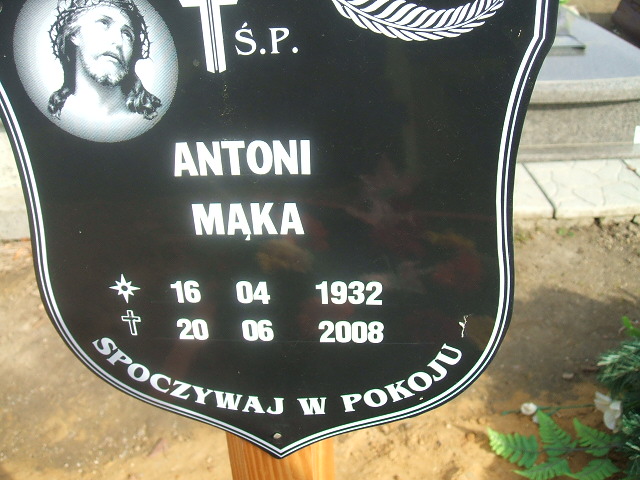 Ś.P.
ANTONI
MĄKA
16 04 1932
20 06 2008
SPOCZYWAJ W POKOJU